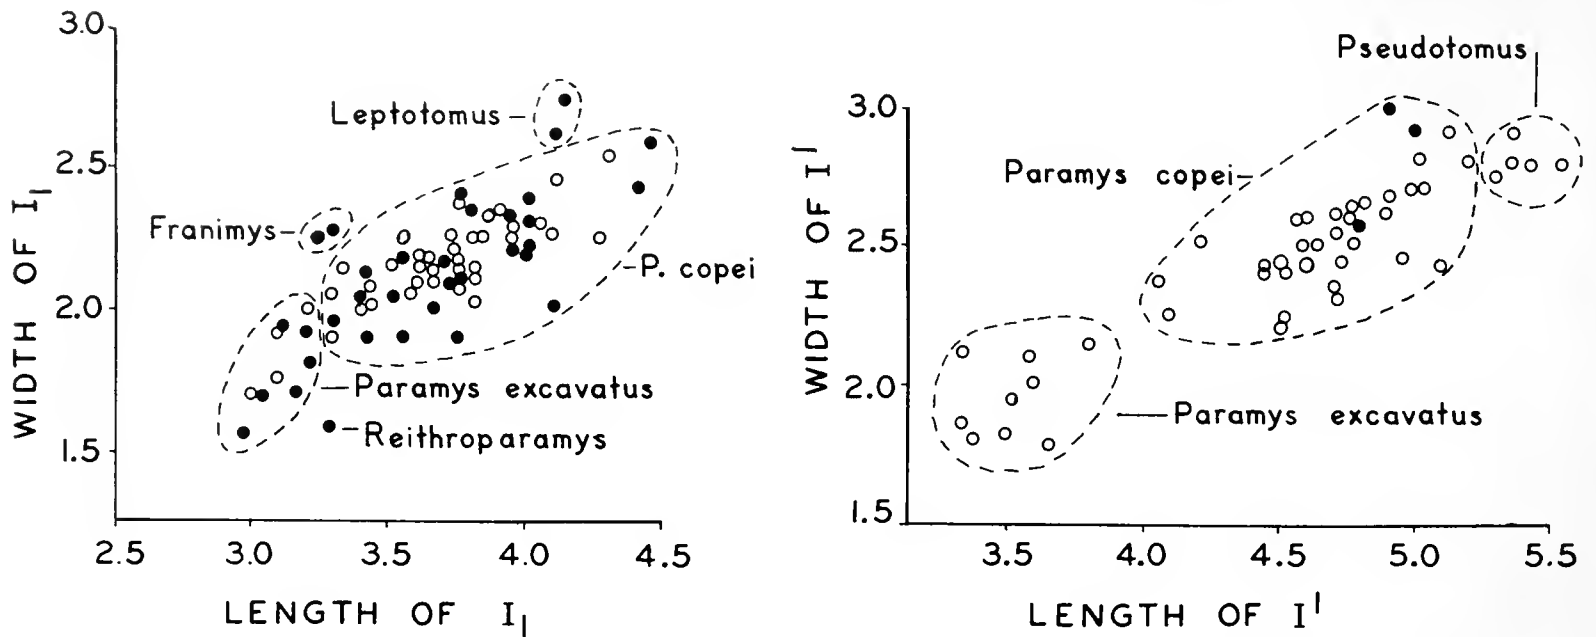 3.0
2.5
2.0
1.5
WIDTH OF I₁
Leptotomus
Franimys
P. copei
Paramys excavatus
Reithroparamys
2.5 3.0 3.5 4.0 4.5
LENGTH OF I₁
Pseudotomus
3.0
2.5
2.0
1.5
WIDTH OF I¹
Paramys copei
Paramys excavatus
3.5 4.0 4.5 5.0 5.5
LENGTH OF I¹